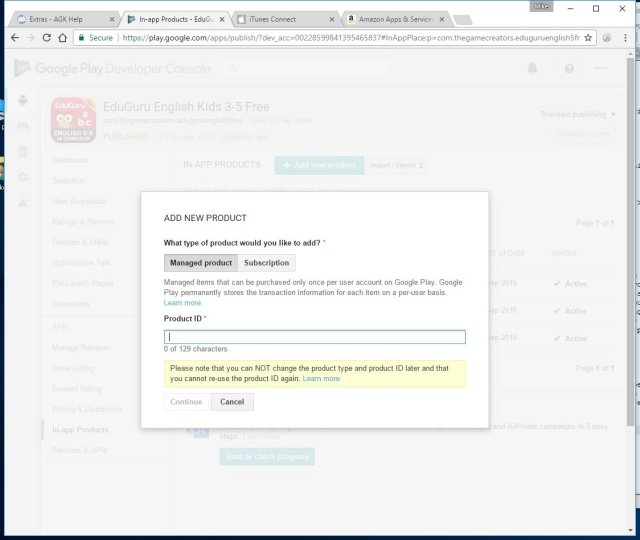 Mike
Extras - AGK Help
In-app Products - EduGu
iTunes Connect
Amazon Apps & Service
Secure
https://play.google.com/apps/publish/?dev_acc=00228599841395465837#InAppPlace:p=com.thegamecreators.eduguruenglish5fr
Google Play Developer Console
EduGuru
abc
ENGLISH 3-5
UK CURRICULUM
EduGuru English Kids 3-5 Free
com.thegamecreators.eduguruenglish5free
View in Play Store
Standard publishing
PUBLISHED
Submit update
Dashboard
Statistics
User Acquisition
Ratings & Reviews
Crashes & ANRs
Optimisation Tips
Pre-Launch Report
Promotions
APK
Manage Releases
Store Listing
Content Rating
Pricing & Distribution
In-app Products
Services & APIs
IN-APP PRODUCTS
+ Add new product
Import / Export
Page 1 of 1
UPDATE
STATUS
Sep 2016
Active
Sep 2016
Active
Sep 2016
Active
Page 1 of 1
ADD NEW PRODUCT
What type of product would you like to add? *
Managed product
Subscription
Managed items that can be purchased only once per user account on Google Play. Google
Play permanently stores the transaction information for each item on a per-user basis.
Learn more
Product ID *
0 of 129 characters
Please note that you can NOT change the product type and product ID later and that
you cannot re-use the product ID again. Learn more
Continue
Cancel
and AdWords campaigns in 3 easy
steps. Learn more
Start or check progress